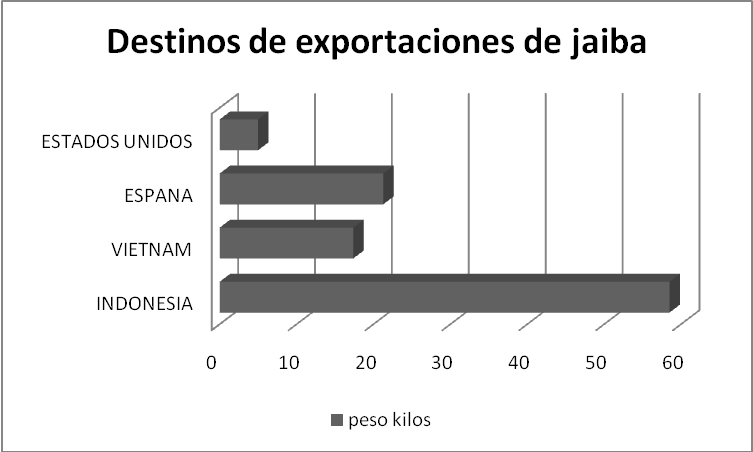 Destinos de exportaciones de jaiba
ESTADOS UNIDOS
ESPANA
VIETNAM
INDONESIA
0 10 20 30 40 50 60
peso kilos